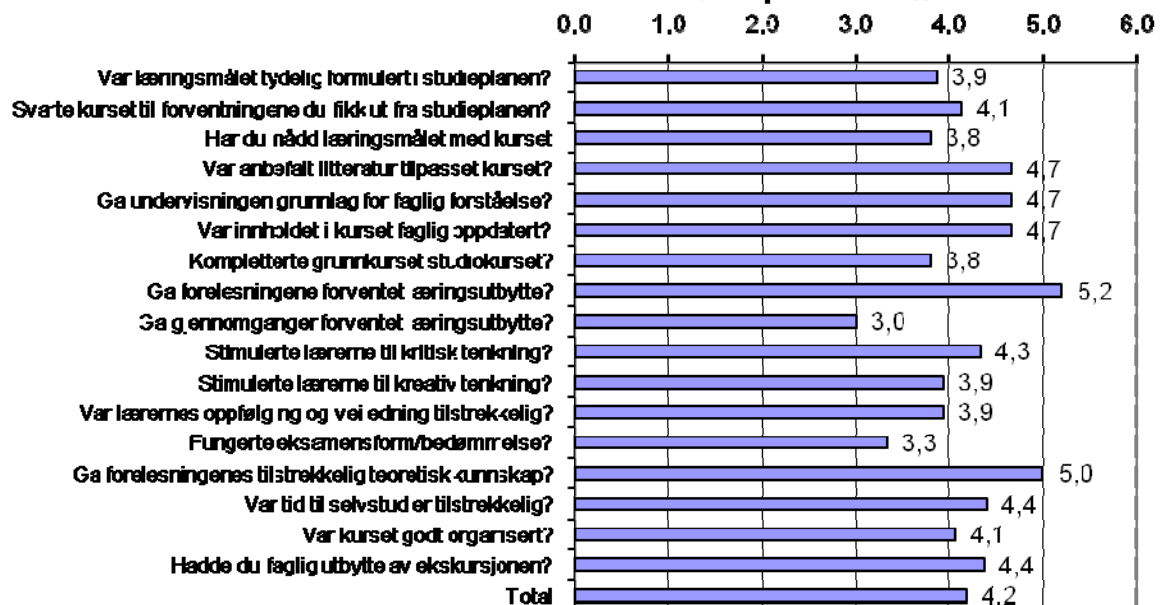 0,0 1,0 2,0 3,0 4,0 5,0 6,0
Var læringsmålet tydelig formulert i studieplanen? 3,9
Svarte kurset til forventningene du fikk ut fra studieplanen? 4,1
Har du nådd læringsmålet med kurset 3,8
Var anbefalt litteratur tilpasset kurset? 4,7
Ga undervisningen grunnlag for faglig forståelse? 4,7
Var innholdet i kurset faglig oppdatert? 4,7
Kompletterte grunnkurset studiokurset? 3,8
Ga forelesningene forventet læringsutbytte? 5,2
Ga gjennomganger forventet læringsutbytte? 3,0
Stimulerte lærerne til kritisk tenkning? 4,3
Stimulerte lærerne til kreativ tenkning? 3,9
Var lærernes oppfølging og veiledning tilstrekkelig? 3,9
Fungerte eksamensform/bedømmelse? 3,3
Ga forelesningenes tilstrekkelig teoretisk kunnskap? 5,0
Var tid til selvstudier tilstrekkelig? 4,4
Var kurset godt organisert? 4,1
Hadde du faglig utbytte av ekskursjonen? 4,4
Total 4,2